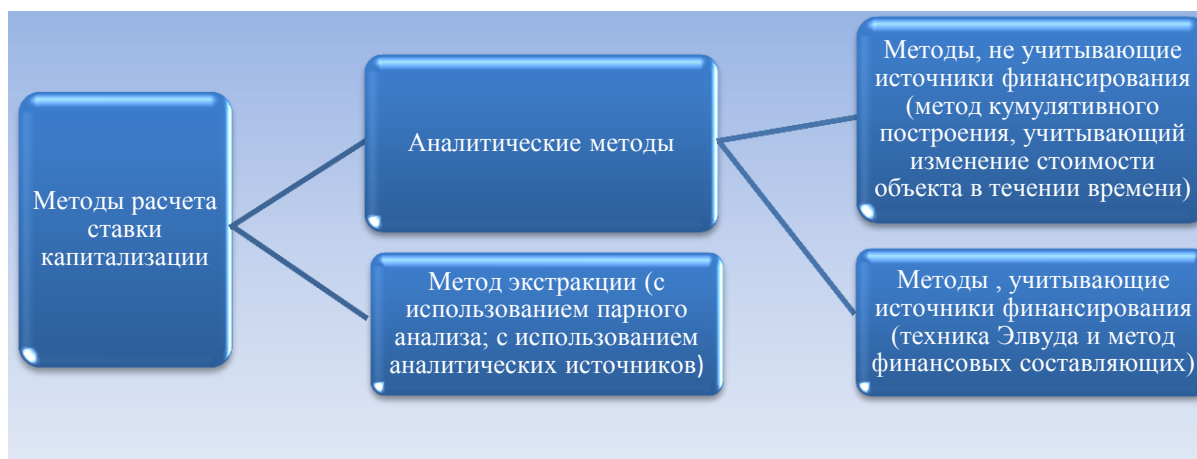 Методы расчета
ставки
капитализации
Аналитические методы
Метод экстракции (с
использованием парного
анализа; с использованием
аналитических источников)
Методы, не учитывающие
источники финансирования
(метод кумулятивного
построения, учитывающий
изменение стоимости
объекта в течении времени)
Методы , учитывающие
источники финансирования
(техника Элвуда и метод
финансовых составляющих)